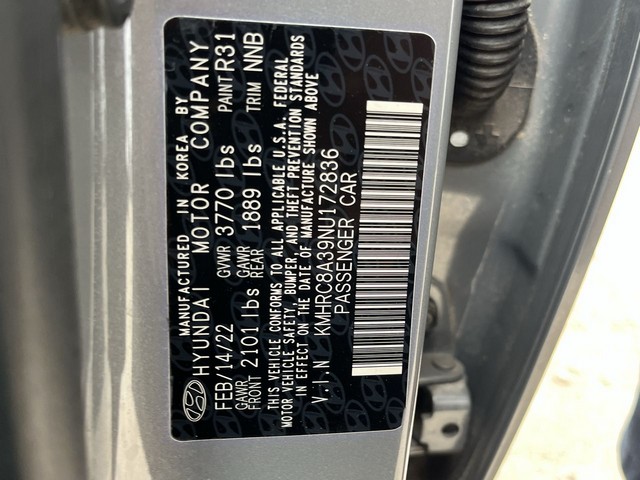 MANUFACTURED IN KOREA BY
HYUNDAI MOTOR COMPANY
FEB/14/22 GVWR 3770 lbs PAINT R31
GAWR FRONT 2101 lbs GAWR REAR 1889 lbs TRIM NNB
THIS VEHICLE CONFORMS TO ALL APPLICABLE U.S.A. FEDERAL
MOTOR VEHICLE SAFETY, BUMPER, AND THEFT PREVENTION STANDARDS
IN EFFECT ON THE DATE OF MANUFACTURE SHOWN ABOVE
V.I.N KMHRC8A39NU172836
PASSENGER CAR